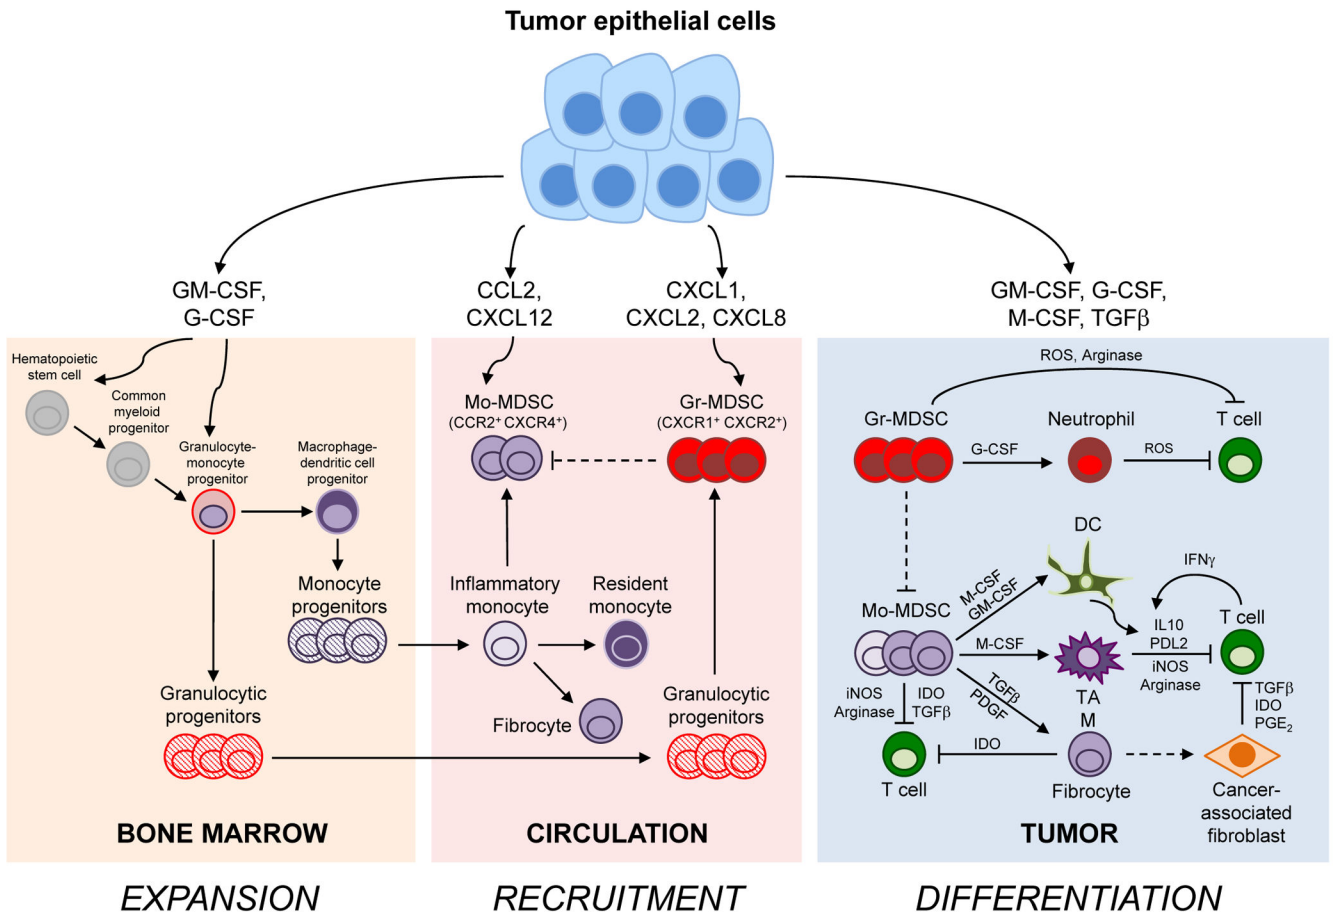 Tumor epithelial cells
GM-CSF,
G-CSF
CCL2,
CXCL12
CXCL1,
CXCL2, CXCL8
GM-CSF, G-CSF,
M-CSF, TGFβ
Hematopoietic
stem cell
Common
myeloid
progenitor
Granulocyte-
monocyte
progenitor
Macrophage-
dendritic cell
progenitor
Monocyte
progenitors
Granulocytic
progenitors
BONE MARROW
EXPANSION
Mo-MDSC
(CCR2⁺ CXCR4⁺)
Gr-MDSC
(CXCR1⁺ CXCR2⁺)
Inflammatory
monocyte
Resident
monocyte
Fibrocyte
Granulocytic
progenitors
CIRCULATION
RECRUITMENT
ROS, Arginase
Gr-MDSC
Neutrophil
T cell
G-CSF
ROS
DC
IFNγ
Mo-MDSC
M-CSF
GM-CSF
T cell
IL10
PDL2
M-CSF
iNOS
Arginase
iNOS
Arginase
IDO
TGFβ
TGFβ
PDGF
TA
M
TGFβ
IDO
PGE₂
IDO
T cell
Fibrocyte
Cancer-
associated
fibroblast
TUMOR
DIFFERENTIATION